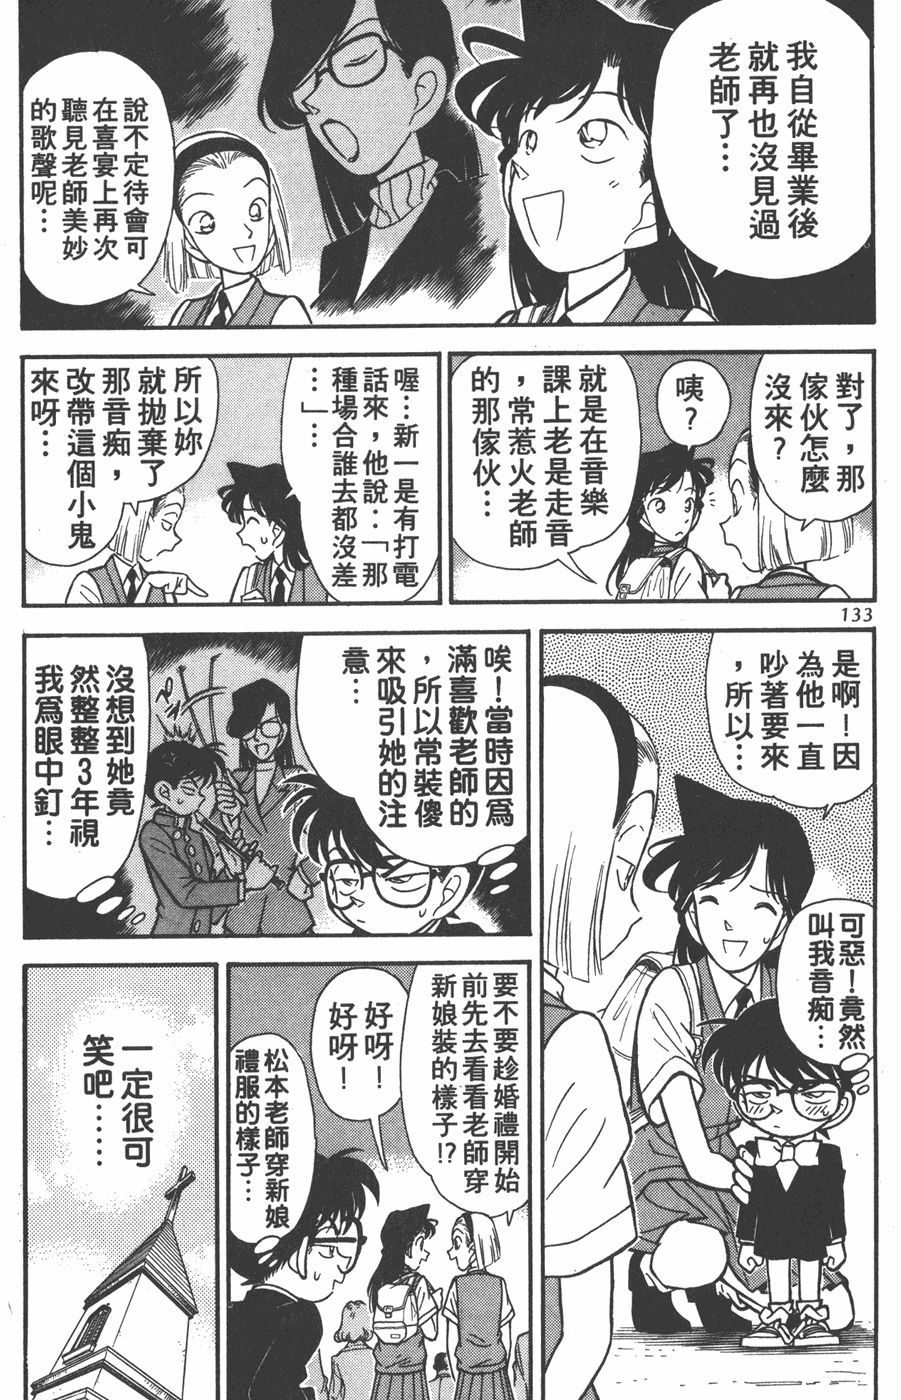 我自從畢業後
就再也沒見過
老師了…
說不定待會可
在喜宴上再次
聽見老師美妙
的歌聲呢…
對了，那
傢伙怎麼
沒來？
咦？
就是在音樂
課上老是走音
，常惹火老師
的那傢伙…
喔…新一是有打電
話來，他說：「那
種場合誰去都沒差
…」…
所以妳
就拋棄了
那音痴，
改帶這個小鬼
來呀…
133
是啊！因
為他一直
吵著要來
，所以…
可惡！竟然
叫我音痴…
唉！當時因爲
滿喜歡老師的
，所以常裝傻
來吸引她的注
意…
沒想到她竟
然整整3年視
我爲眼中釘…
要不要趁婚禮開始
前先去看看老師穿
新娘裝的樣子!?
好呀！
好呀！
松本老師穿新娘
禮服的樣子…
一定很可
笑吧……